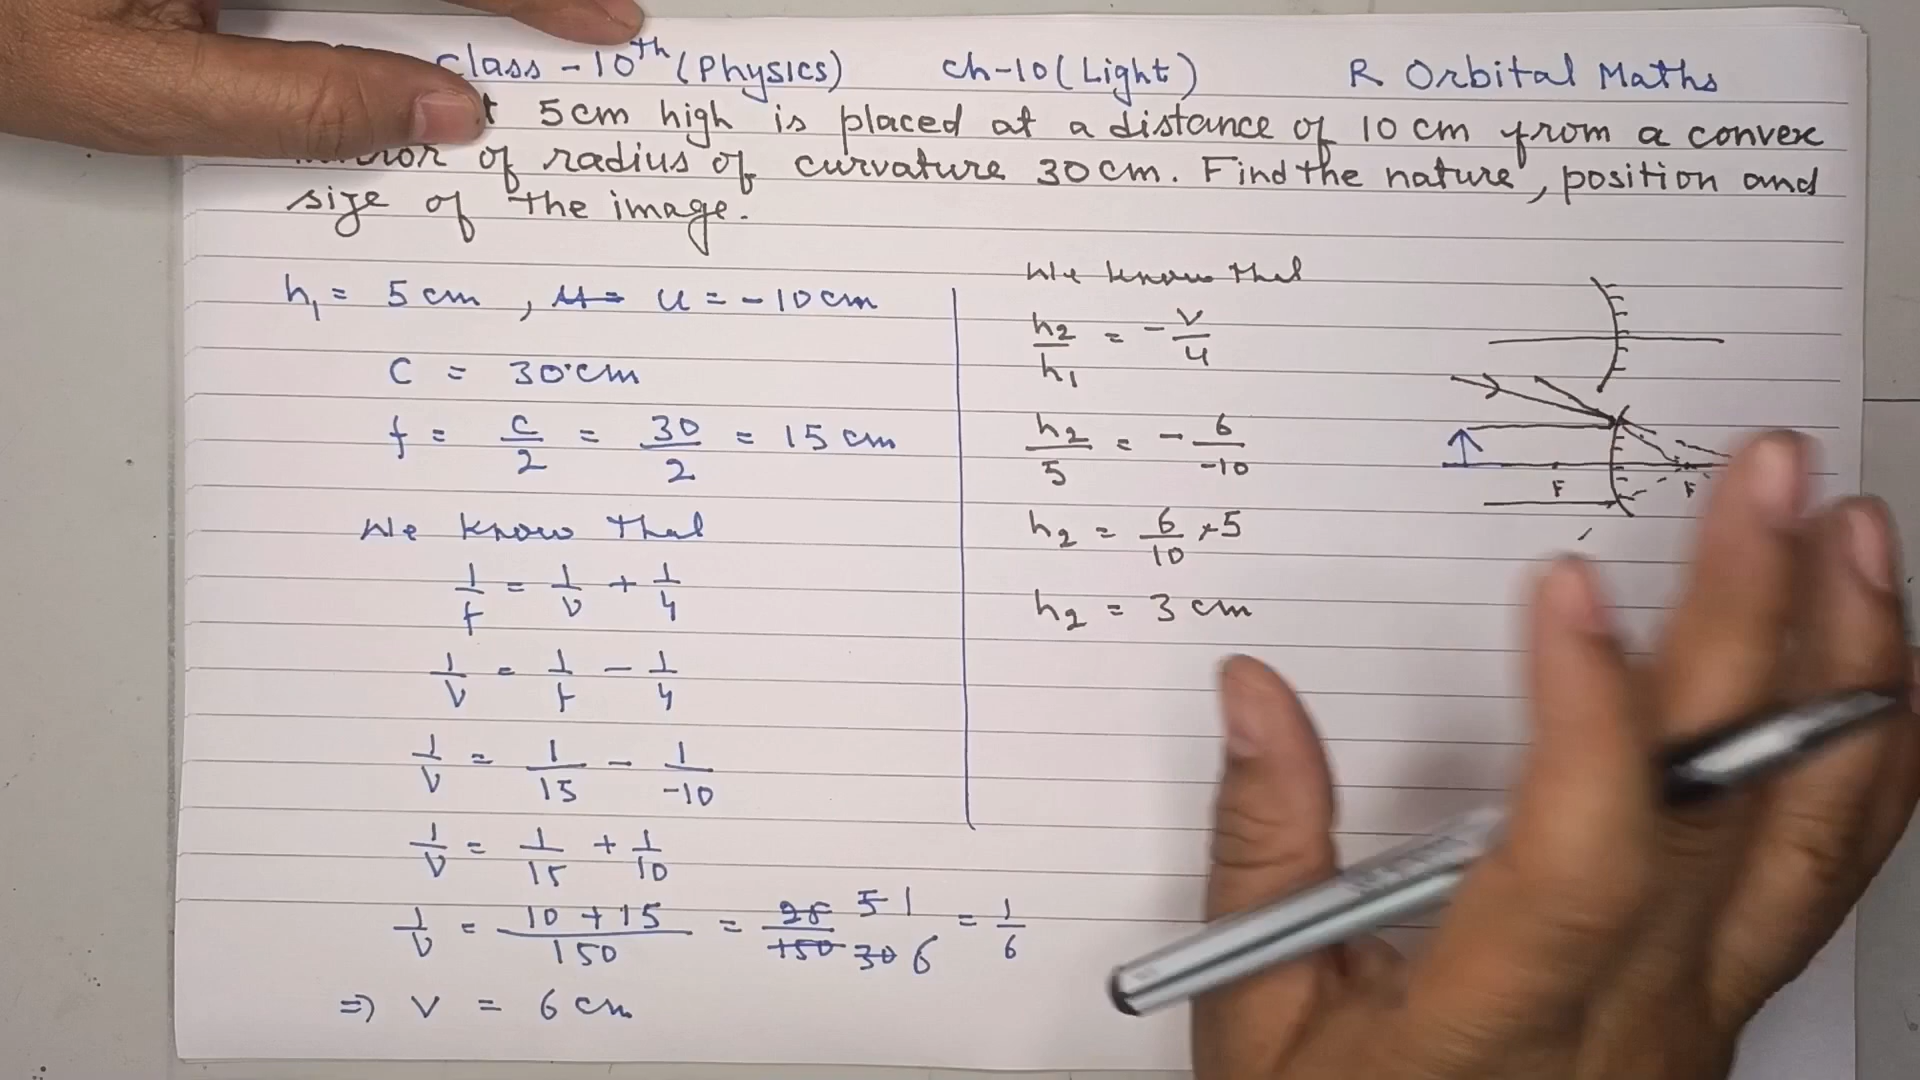 class - 10th (Physics) ch-10 (Light) R Orbital Maths
5cm high is placed at a distance of 10 cm from a convex
of radius of curvature 30cm. Find the nature, position and
size of the image.
h₁ = 5 cm , u = -10cm
C = 30cm
f = C/2 = 30/2 = 15 cm
We know that
1/f = 1/v + 1/u
1/v = 1/f - 1/u
1/v = 1/15 - 1/-10
1/v = 1/15 + 1/10
1/v = 10 + 15/150 = 25/150 5/30 1/6 = 1/6
=> v = 6 cm
We know that
h₂/h₁ = - v/u
h₂/5 = - 6/-10
h₂ = 6/10 × 5
h₂ = 3 cm
F F